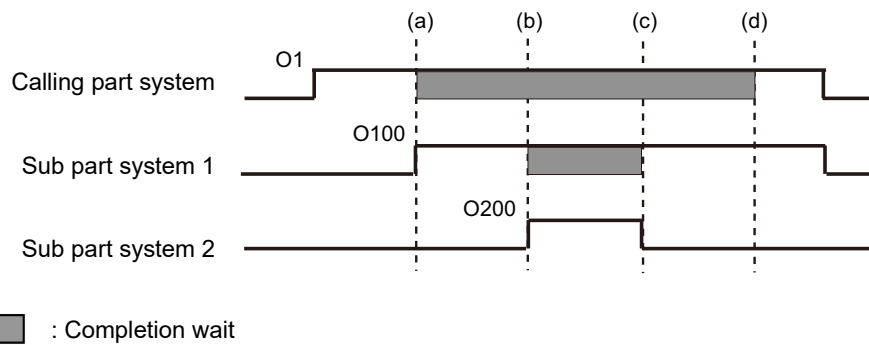 (a) (b) (c) (d)
O1
Calling part system
O100
Sub part system 1
O200
Sub part system 2
: Completion wait